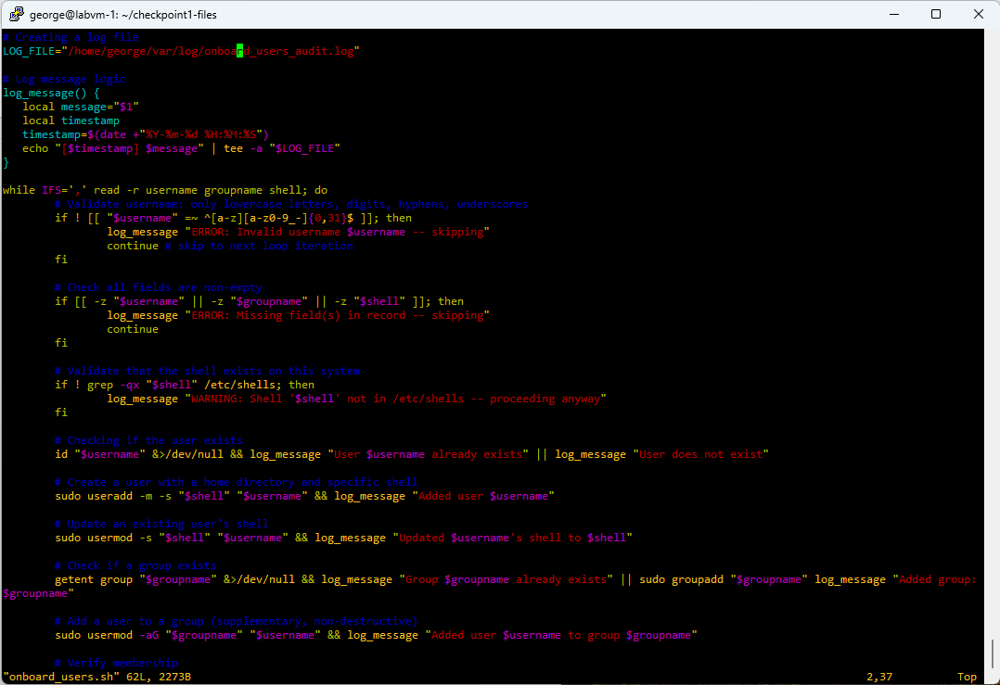 george@labvm-1: ~/checkpoint1-files
# Creating a log file
LOG_FILE="/home/george/var/log/onboard_users_audit.log"
# Log message logic
log_message() {
local message="$1"
local timestamp
timestamp=$(date +"%Y-%m-%d %H:%M:%S")
echo "[$timestamp] $message" | tee -a "$LOG_FILE"
}
while IFS=',' read -r username groupname shell; do
# Validate username: only lowercase letters, digits, hyphens, underscores
if ! [[ "$username" =~ ^[a-z][a-z0-9_-]{0,31}$ ]]; then
log_message "ERROR: Invalid username $username -- skipping"
continue # skip to next loop iteration
fi
# Check all fields are non-empty
if [[ -z "$username" || -z "$groupname" || -z "$shell" ]]; then
log_message "ERROR: Missing field(s) in record -- skipping"
continue
fi
# Validate that the shell exists on this system
if ! grep -qx "$shell" /etc/shells; then
log_message "WARNING: Shell '$shell' not in /etc/shells -- proceeding anyway"
fi
# Checking if the user exists
id "$username" &>/dev/null && log_message "User $username already exists" || log_message "User does not exist"
# Create a user with a home directory and specific shell
sudo useradd -m -s "$shell" "$username" && log_message "Added user $username"
# Update an existing user's shell
sudo usermod -s "$shell" "$username" && log_message "Updated $username's shell to $shell"
# Check if a group exists
getent group "$groupname" &>/dev/null && log_message "Group $groupname already exists" || sudo groupadd "$groupname" log_message "Added group:
$groupname"
# Add a user to a group (supplementary, non-destructive)
sudo usermod -aG "$groupname" "$username" && log_message "Added user $username to group $groupname"
# Verify membership
"onboard_users.sh" 62L, 2273B 2,37 Top